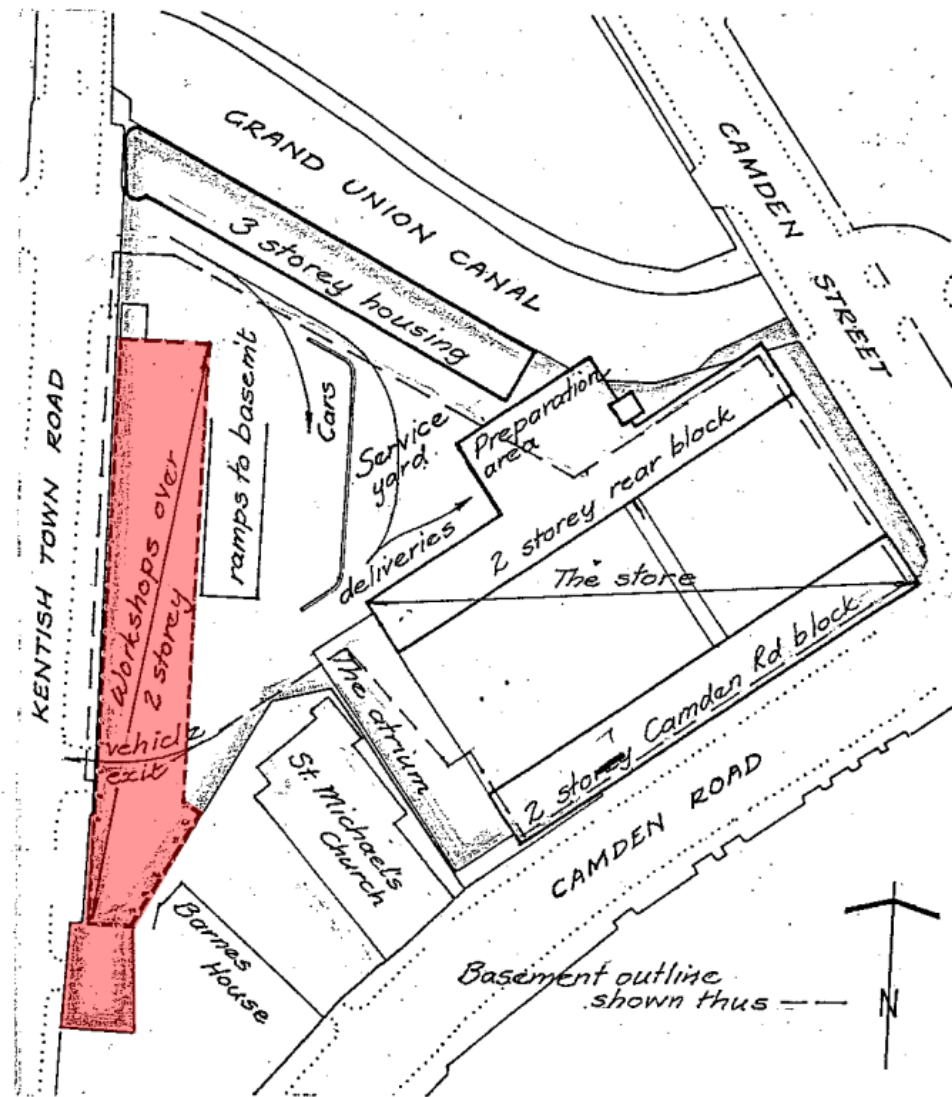 GRAND UNION CANAL
CAMDEN
STREET
3 storey housing
KENTISH TOWN ROAD
Workshops over
2 storey
ramps to basem't
Cars
Service
yard
Preparation
area
deliveries
2 storey rear block
The store
vehicl
exit
The atrium
2 storey Camden Rd block
St Michael's
Church
CAMDEN ROAD
Barnes
House
Basement outline
shown thus
N